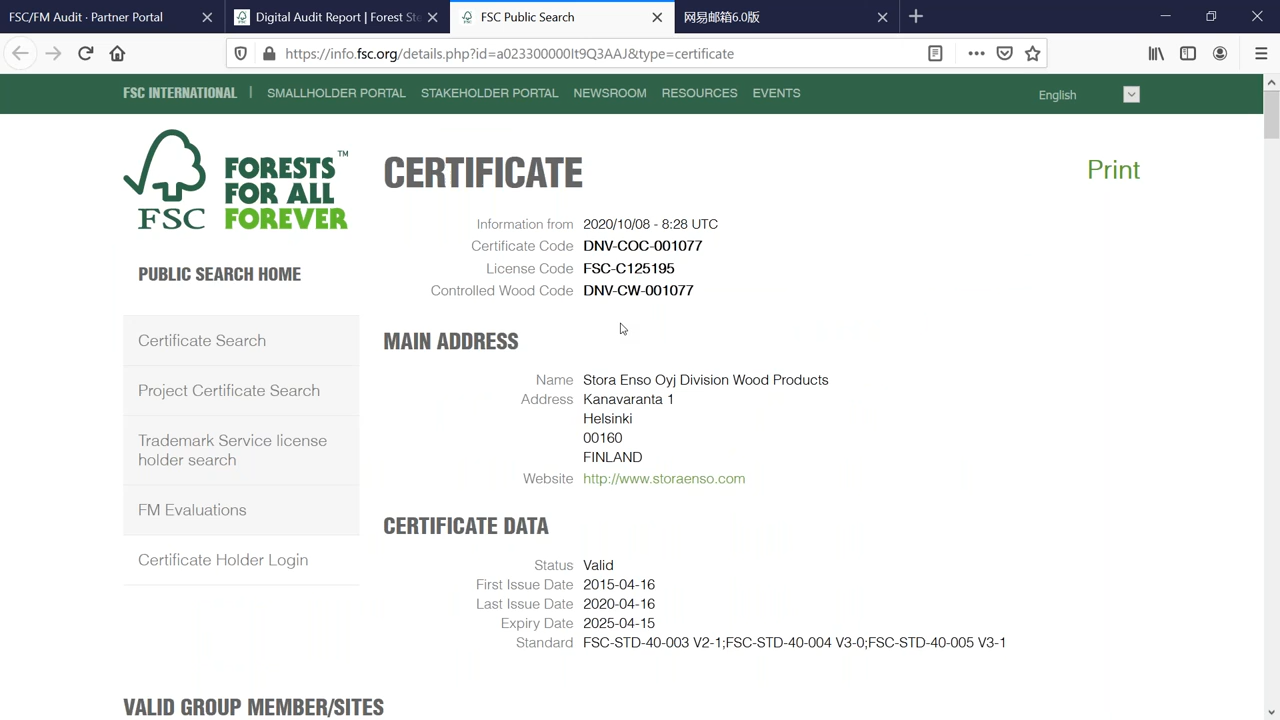 FSC/FM Audit · Partner Portal
Digital Audit Report | Forest Ste
FSC Public Search
网易邮箱6.0版
https://info.fsc.org/details.php?id=a023300000It9Q3AAJ&type=certificate
FSC INTERNATIONAL | SMALLHOLDER PORTAL STAKEHOLDER PORTAL NEWSROOM RESOURCES EVENTS
English
FSC
FORESTS™
FOR ALL
FOREVER
CERTIFICATE
Print
Information from 2020/10/08 - 8:28 UTC
Certificate Code DNV-COC-001077
License Code FSC-C125195
Controlled Wood Code DNV-CW-001077
PUBLIC SEARCH HOME
Certificate Search
Project Certificate Search
Trademark Service license
holder search
FM Evaluations
Certificate Holder Login
MAIN ADDRESS
Name Stora Enso Oyj Division Wood Products
Address Kanavaranta 1
Helsinki
00160
FINLAND
Website http://www.storaenso.com
CERTIFICATE DATA
Status Valid
First Issue Date 2015-04-16
Last Issue Date 2020-04-16
Expiry Date 2025-04-15
Standard FSC-STD-40-003 V2-1;FSC-STD-40-004 V3-0;FSC-STD-40-005 V3-1
VALID GROUP MEMBER/SITES